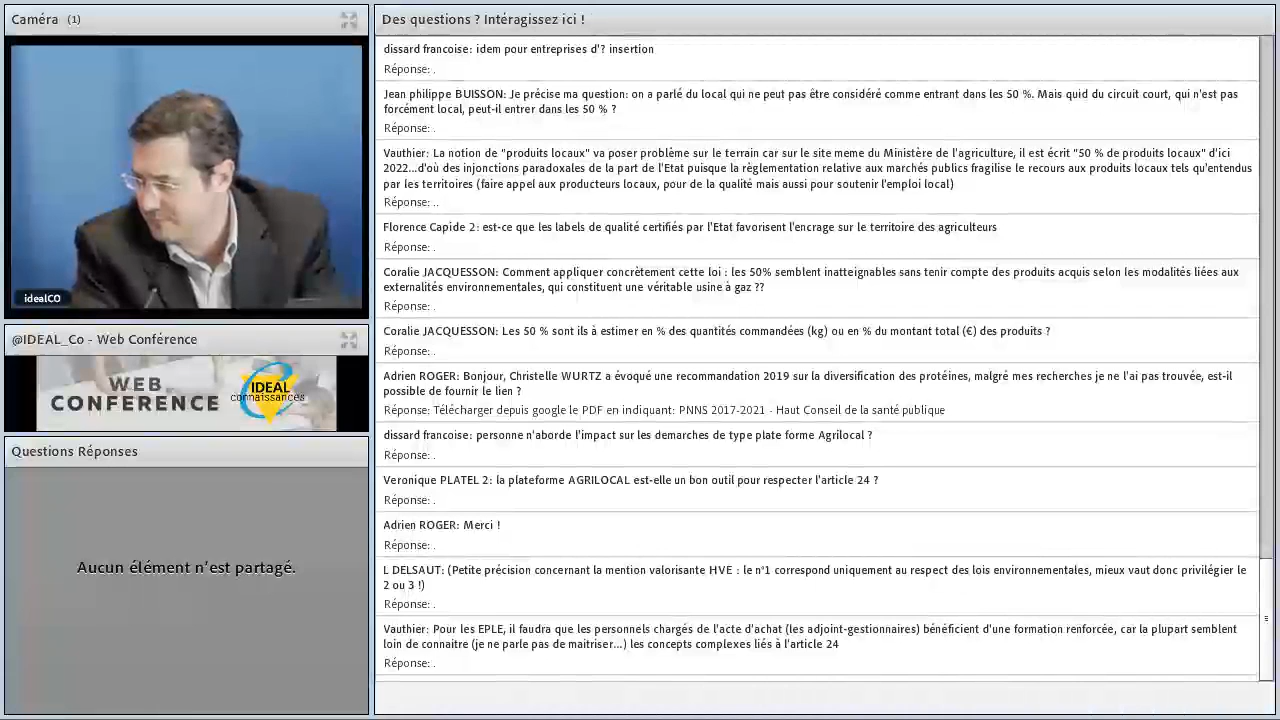 Caméra (1)
idealCO
@IDEAL_Co - Web Conférence
WEB
CONFERENCE
IDEAL
connaissances
Questions Réponses
Aucun élément n'est partagé.
Des questions ? Intéragissez ici !
dissard francoise: idem pour entreprises d'? insertion
Réponse: .
Jean philippe BUISSON: Je précise ma question: on a parlé du local qui ne peut pas être considéré comme entrant dans les 50 %. Mais quid du circuit court, qui n'est pas
forcément local, peut-il entrer dans les 50 % ?
Réponse: .
Vauthier: La notion de "produits locaux" va poser problème sur le terrain car sur le site meme du Ministère de l'agriculture, il est écrit "50 % de produits locaux" d'ici
2022...d'où des injonctions paradoxales de la part de l'Etat puisque la règlementation relative aux marchés publics fragilise le recours aux produits locaux tels qu'entendus
par les territoires (faire appel aux producteurs locaux, pour de la qualité mais aussi pour soutenir l'emploi local)
Réponse: ..
Florence Capide 2: est-ce que les labels de qualité certifiés par l'Etat favorisent l'encrage sur le territoire des agriculteurs
Réponse: .
Coralie JACQUESSON: Comment appliquer concrètement cette loi : les 50% semblent inatteignables sans tenir compte des produits acquis selon les modalités liées aux
externalités environnementales, qui constituent une véritable usine à gaz ??
Réponse: .
Coralie JACQUESSON: Les 50 % sont ils à estimer en % des quantités commandées (kg) ou en % du montant total (€) des produits ?
Réponse: .
Adrien ROGER: Bonjour, Christelle WURTZ a évoqué une recommandation 2019 sur la diversification des protéines, malgré mes recherches je ne l'ai pas trouvée, est-il
possible de fournir le lien ?
Réponse: Télécharger depuis google le PDF en indiquant: PNNS 2017-2021 - Haut Conseil de la santé publique
dissard francoise: personne n'aborde l'impact sur les demarches de type plate forme Agrilocal ?
Réponse: .
Veronique PLATEL 2: la plateforme AGRILOCAL est-elle un bon outil pour respecter l'article 24 ?
Réponse: .
Adrien ROGER: Merci !
Réponse: .
L DELSAUT: (Petite précision concernant la mention valorisante HVE : le n°1 correspond uniquement au respect des lois environnementales, mieux vaut donc privilégier le
2 ou 3 !)
Réponse: .
Vauthier: Pour les EPLE, il faudra que les personnels chargés de l'acte d'achat (les adjoint-gestionnaires) bénéficient d'une formation renforcée, car la plupart semblent
loin de connaitre (je ne parle pas de maitriser...) les concepts complexes liés à l'article 24
Réponse: .